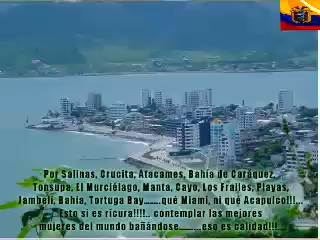 Por Salinas, Crucita, Atacames, Bahía de Caráquez,
Tonsupa, El Murciélago, Manta, Cayo, Los Frailes, Playas,
Jambelí, Bahía, Tortuga Bay........qué Miami, ni qué Acapulco!!!...
Esto si es ricura!!!!.. contemplar las mejores
mujeres del mundo bañándose..........eso es calidad!!!